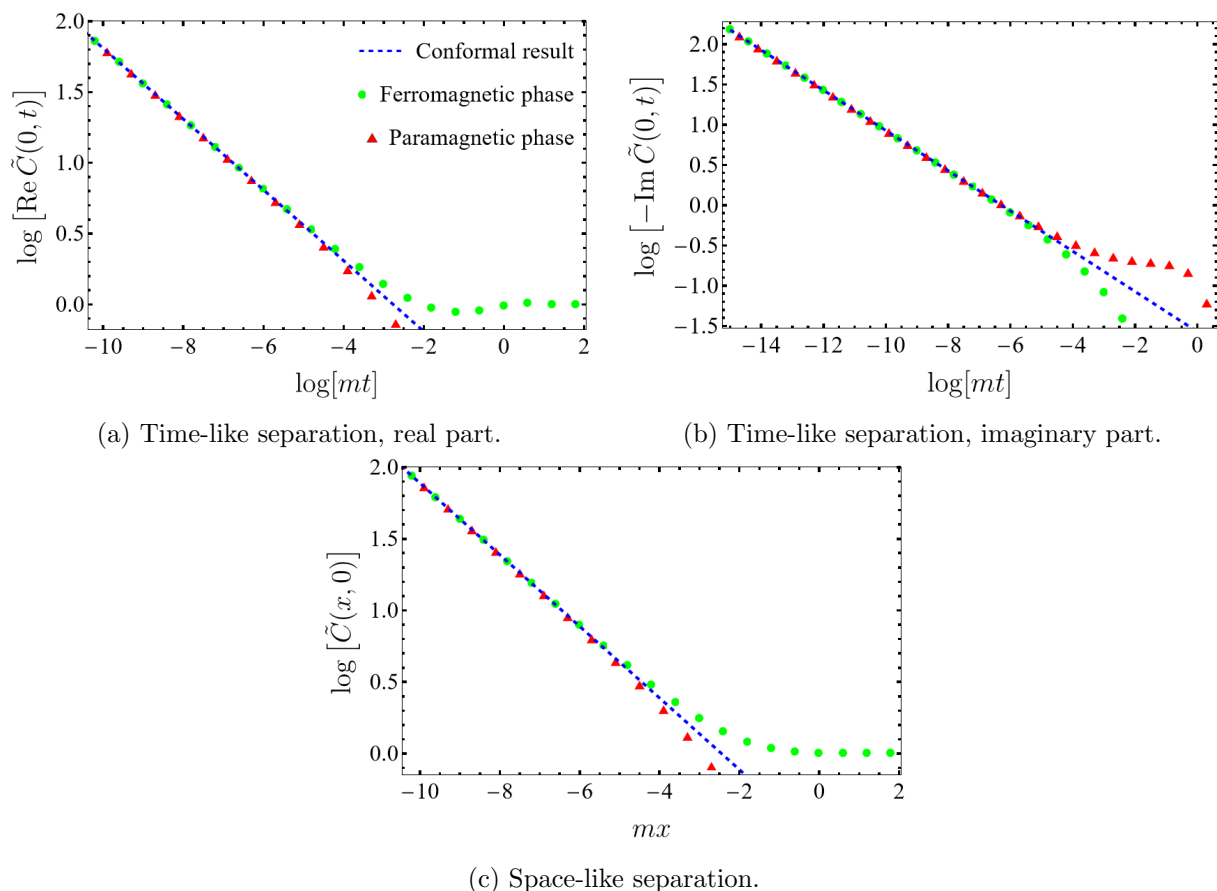 log [Re C̃(0, t)]
2.0
1.5
1.0
0.5
0.0
−10 −8 −6 −4 −2 0 2
log[mt]
Conformal result
Ferromagnetic phase
Paramagnetic phase
(a) Time-like separation, real part.
log [−Im C̃(0, t)]
2.0
1.5
1.0
0.5
0.0
−0.5
−1.0
−1.5
−14 −12 −10 −8 −6 −4 −2 0
log[mt]
(b) Time-like separation, imaginary part.
log [C̃(x, 0)]
2.0
1.5
1.0
0.5
0.0
−10 −8 −6 −4 −2 0 2
mx
(c) Space-like separation.